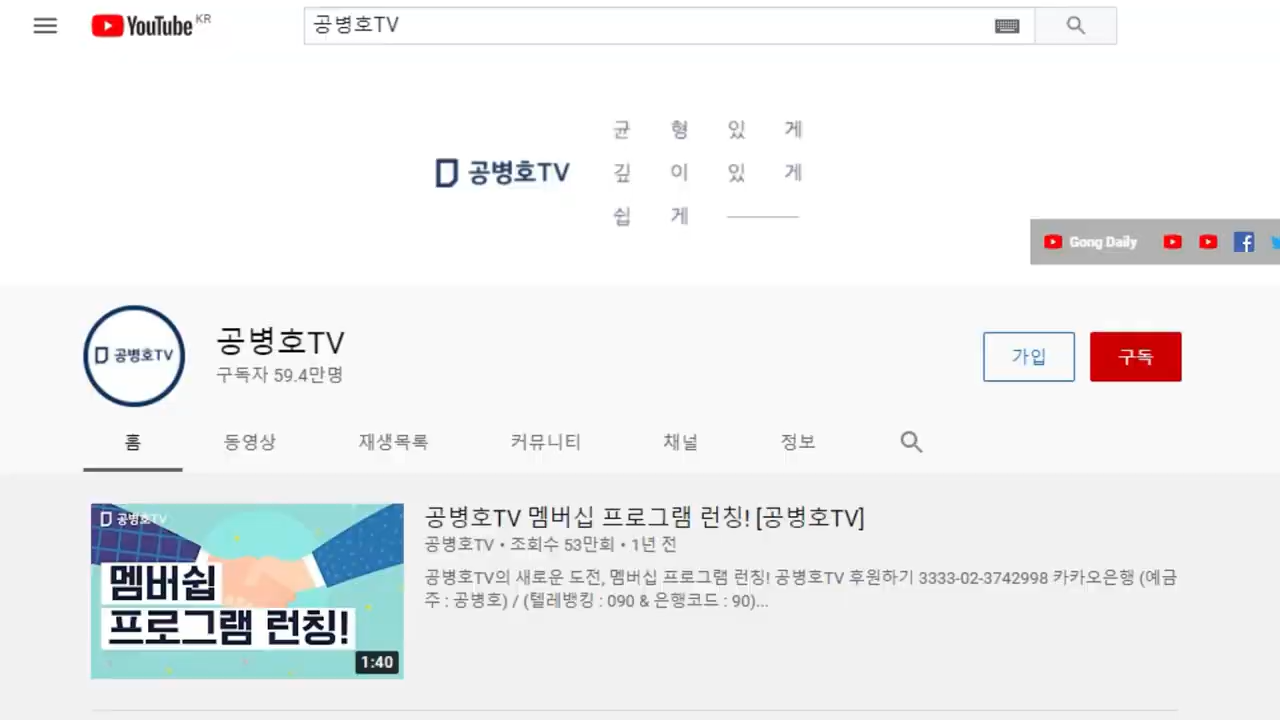 YouTube KR
공병호TV
균 형 있 게
공병호TV
깊 이 있 게
쉽 게
Gong Daily
공병호TV
공병호TV
구독자 59.4만명
가입
구독
홈
동영상
재생목록
커뮤니티
채널
정보
공병호TV
멤버쉽
프로그램 런칭!
1:40
공병호TV 멤버십 프로그램 런칭! [공병호TV]
공병호TV • 조회수 53만회 • 1년 전
공병호TV의 새로운 도전, 멤버십 프로그램 런칭! 공병호TV 후원하기 3333-02-3742998 카카오은행 (예금
주 : 공병호) / (텔레뱅킹 : 090 & 은행코드 : 90)...